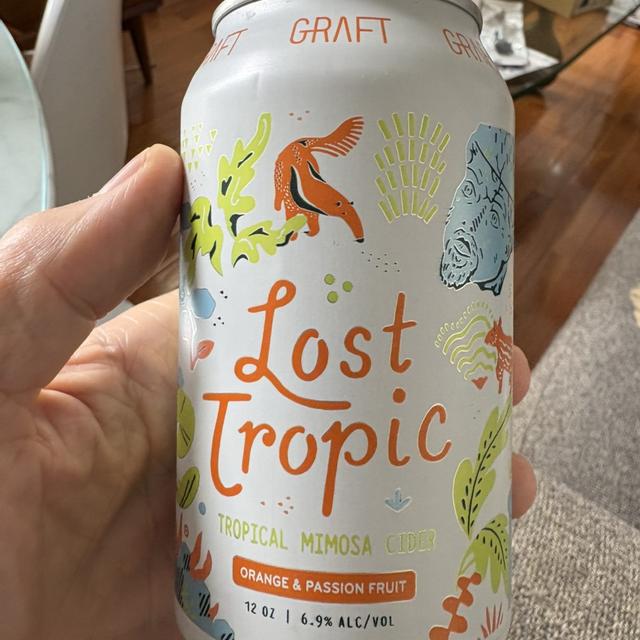 GRAFT
Lost
Tropic
TROPICAL MIMOSA CIDER
ORANGE & PASSION FRUIT
12 OZ | 6.9% ALC/VOL